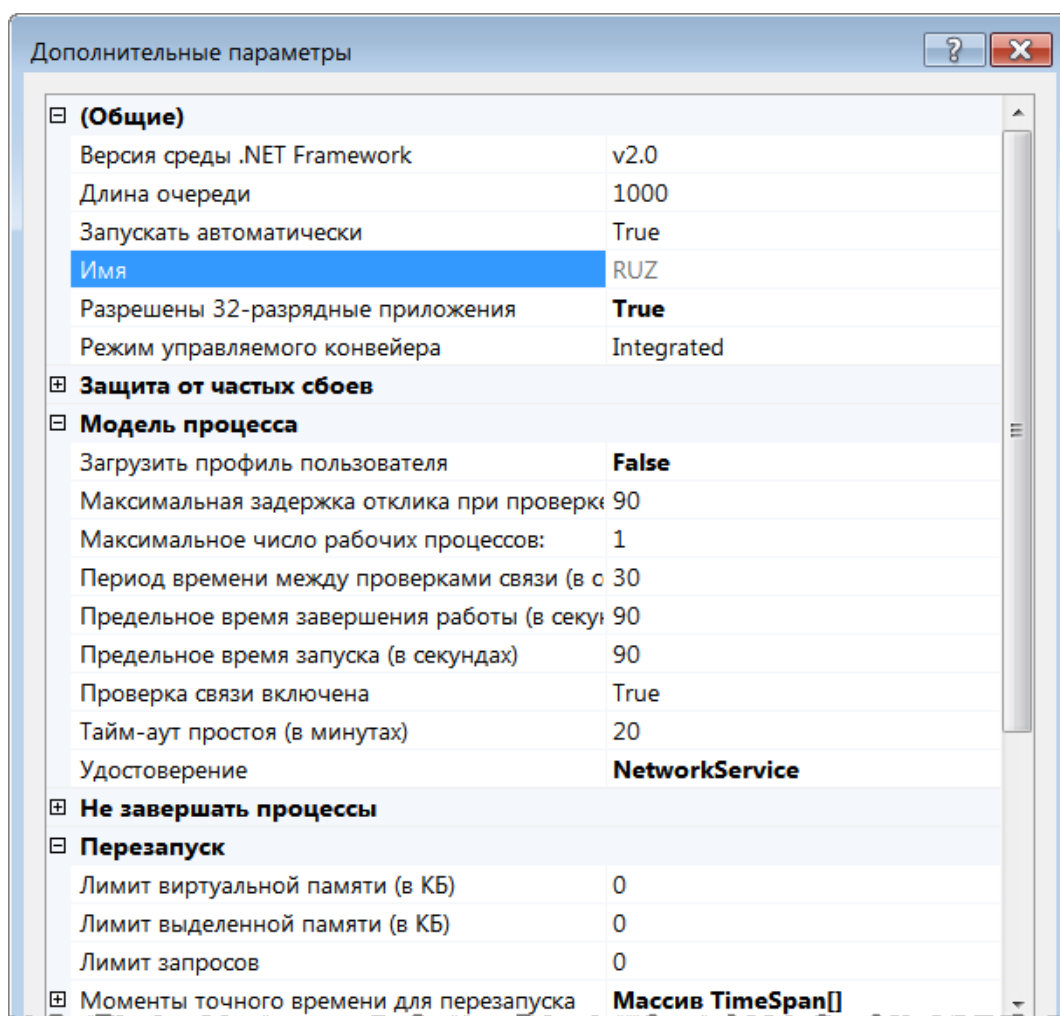 Дополнительные параметры
(Общие)
Версия среды .NET Framework v2.0
Длина очереди 1000
Запускать автоматически True
Имя RUZ
Разрешены 32-разрядные приложения True
Режим управляемого конвейера Integrated
Защита от частых сбоев
Модель процесса
Загрузить профиль пользователя False
Максимальная задержка отклика при проверке 90
Максимальное число рабочих процессов: 1
Период времени между проверками связи (в с 30
Предельное время завершения работы (в секун 90
Предельное время запуска (в секундах) 90
Проверка связи включена True
Тайм-аут простоя (в минутах) 20
Удостоверение NetworkService
Не завершать процессы
Перезапуск
Лимит виртуальной памяти (в КБ) 0
Лимит выделенной памяти (в КБ) 0
Лимит запросов 0
Моменты точного времени для перезапуска Массив TimeSpan[]